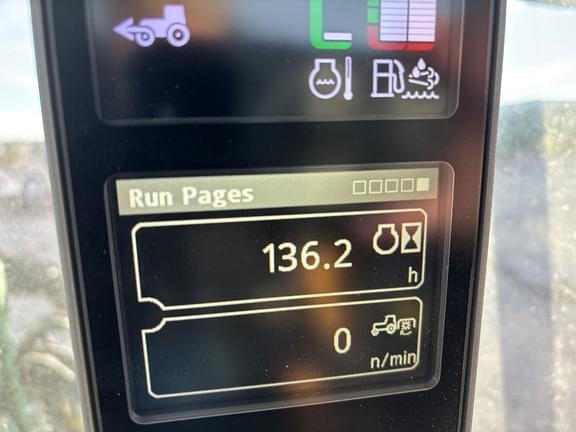 Run Pages
136.2
h
0
n/min